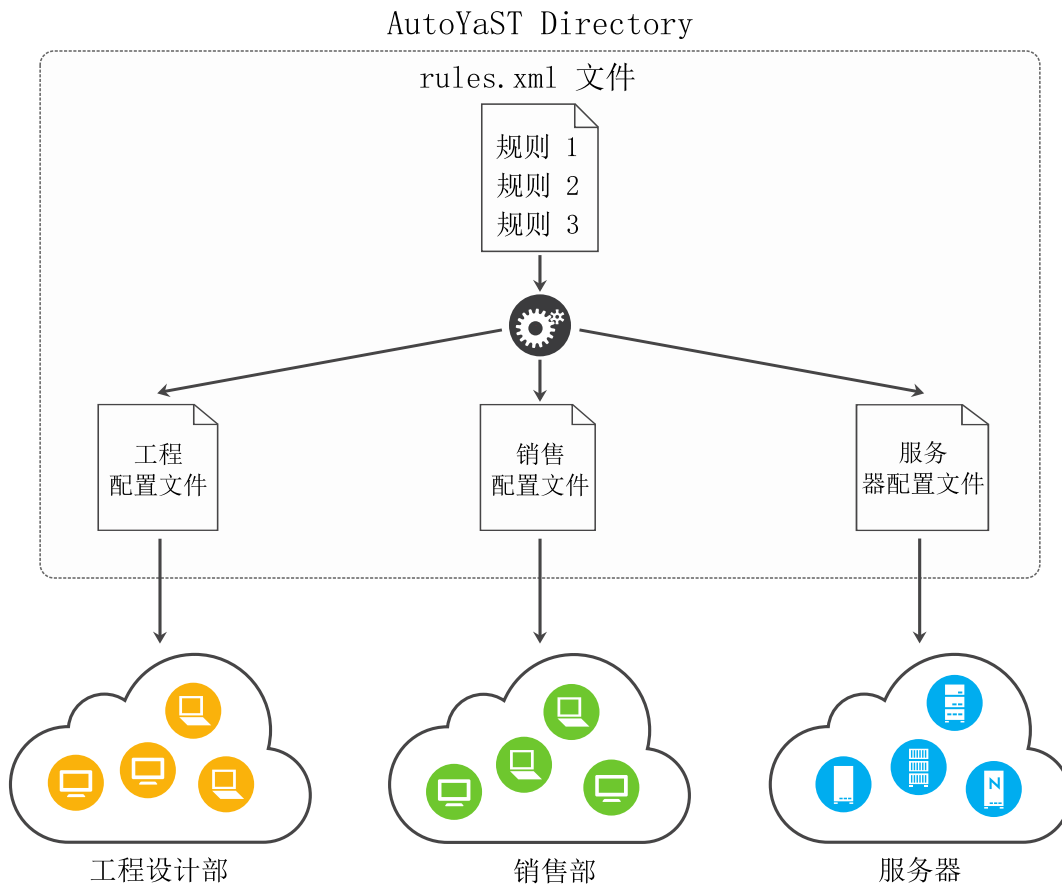 AutoYaST Directory
rules.xml 文件
规则 1
规则 2
规则 3
工程
配置文件
销售
配置文件
服务
器配置文件
N
工程设计部
销售部
服务器